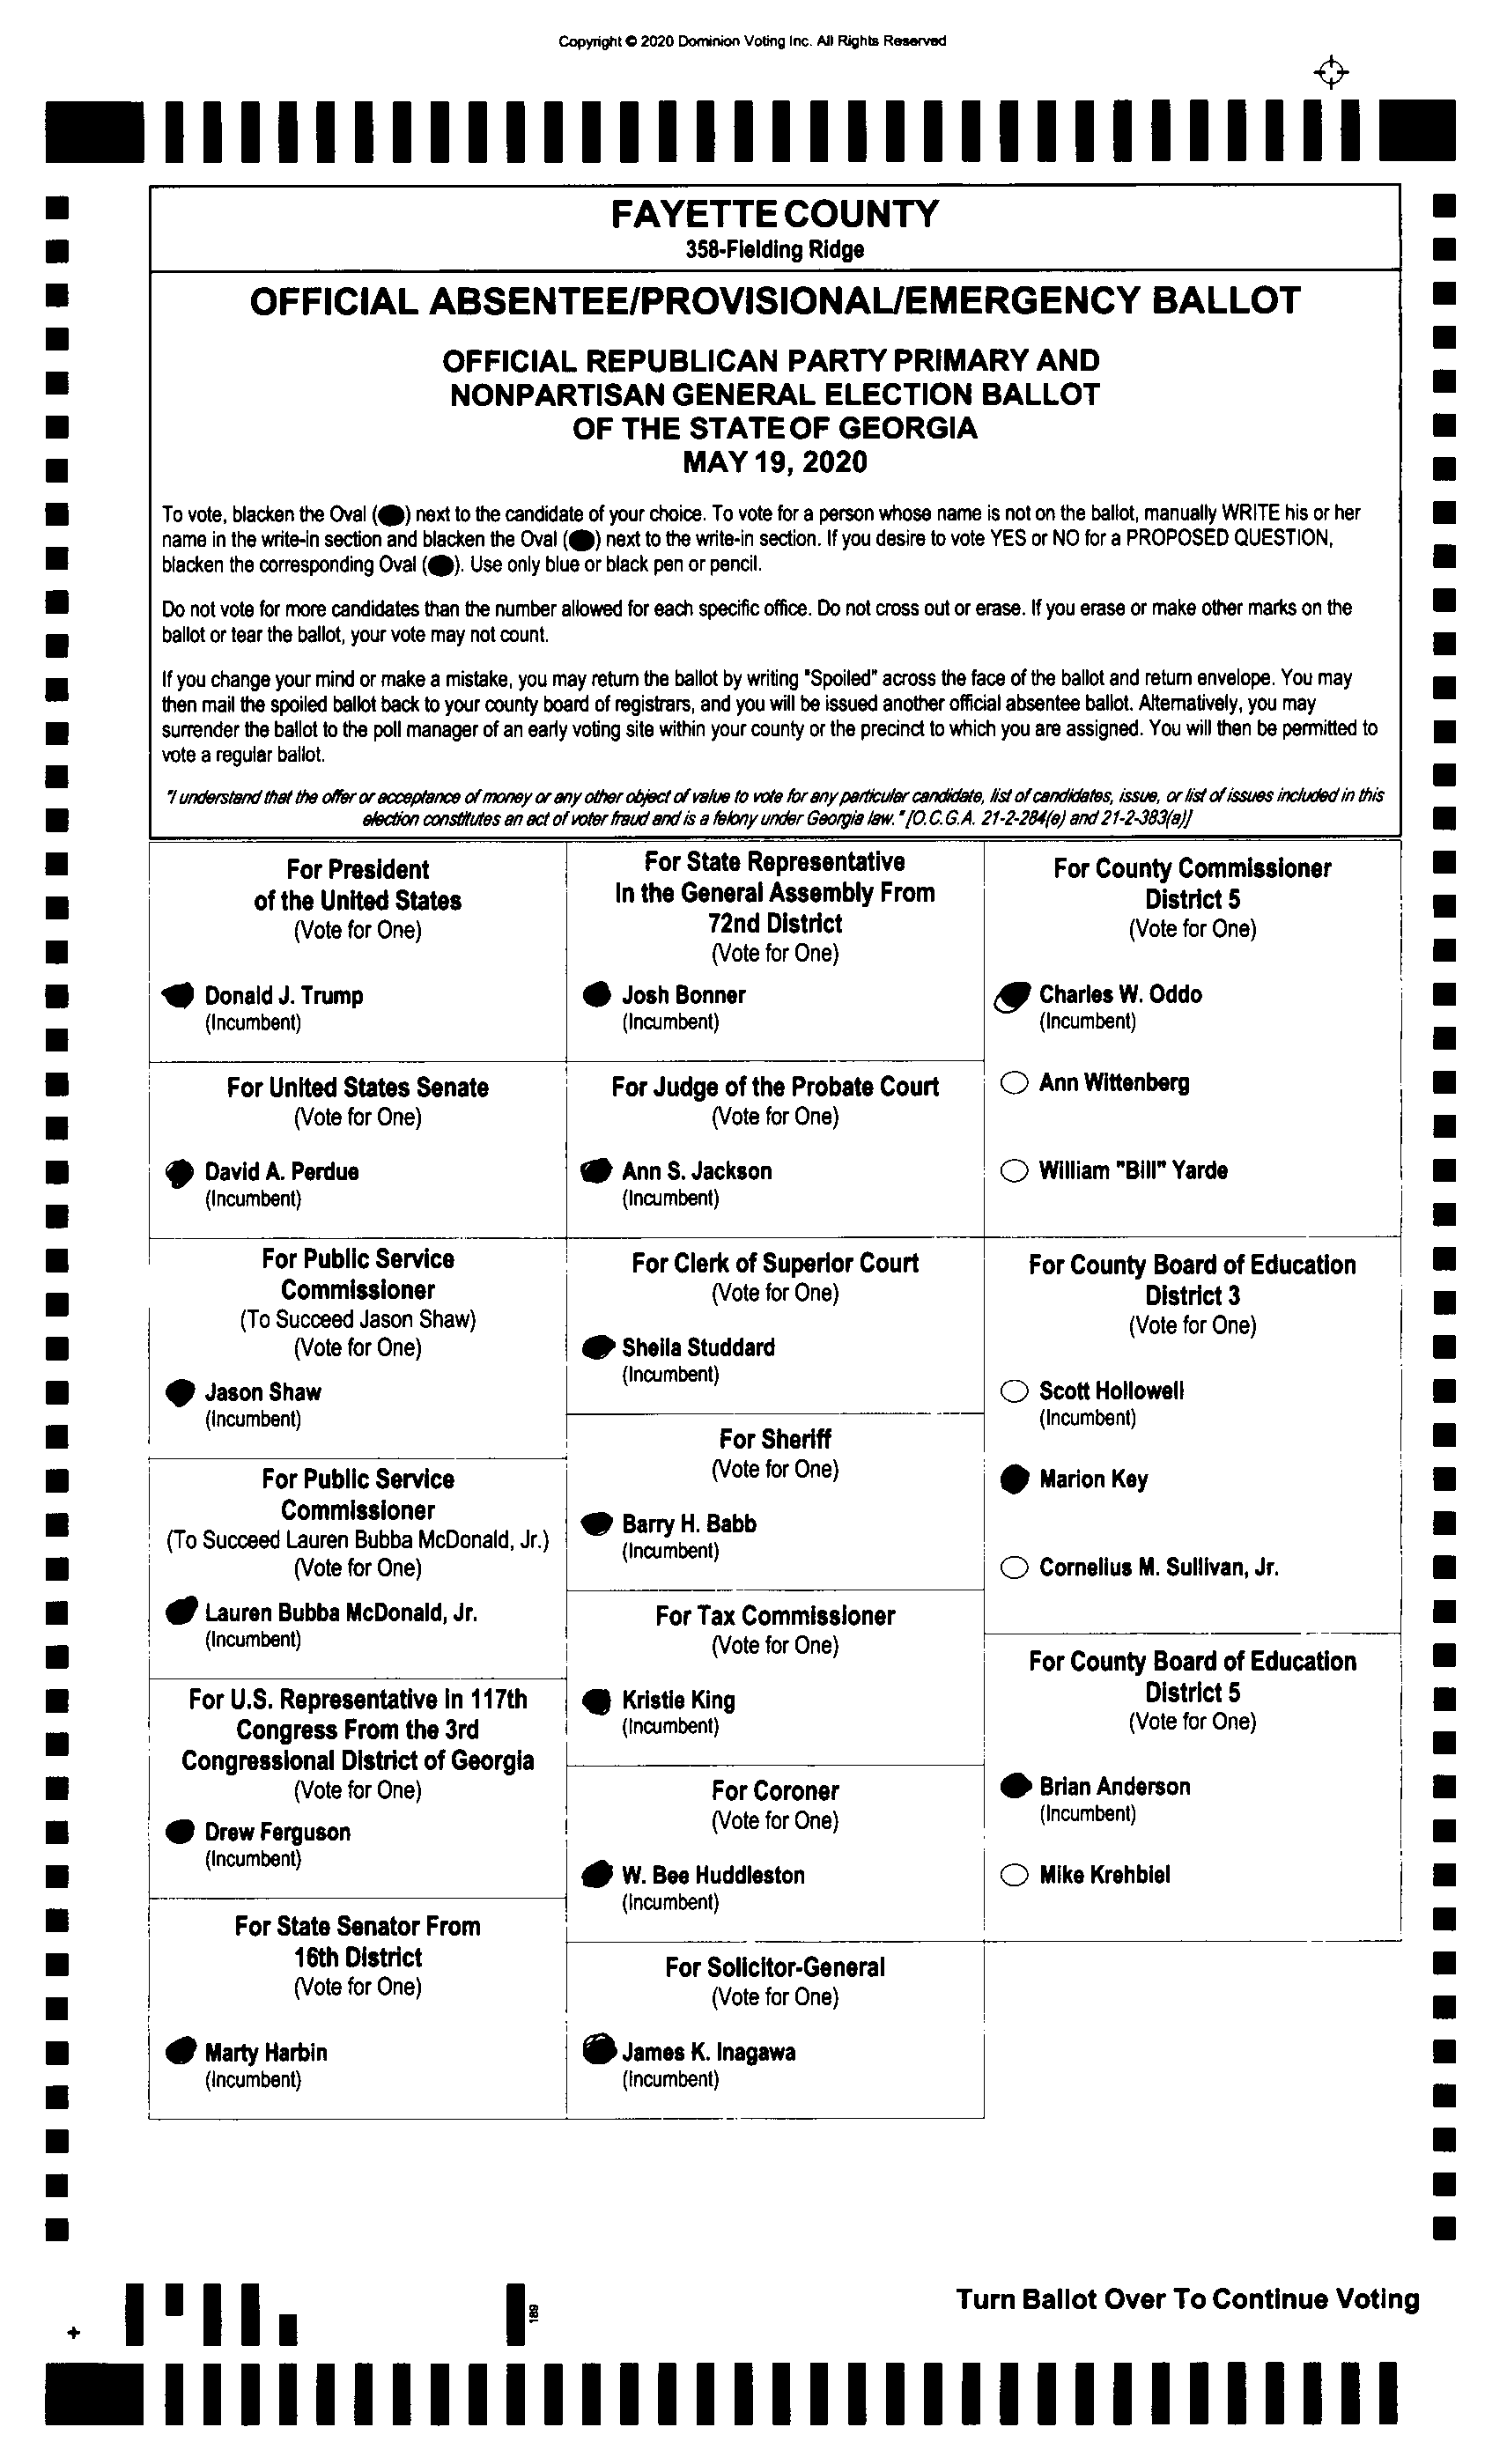 Copyright © 2020 Dominion Voting Inc. All Rights Reserved
FAYETTE COUNTY
358-Fielding Ridge
OFFICIAL ABSENTEE/PROVISIONAL/EMERGENCY BALLOT
OFFICIAL REPUBLICAN PARTY PRIMARY AND
NONPARTISAN GENERAL ELECTION BALLOT
OF THE STATE OF GEORGIA
MAY 19, 2020
To vote, blacken the Oval () next to the candidate of your choice. To vote for a person whose name is not on the ballot, manually WRITE his or her
name in the write-in section and blacken the Oval () next to the write-in section. If you desire to vote YES or NO for a PROPOSED QUESTION,
blacken the corresponding Oval (). Use only blue or black pen or pencil.
Do not vote for more candidates than the number allowed for each specific office. Do not cross out or erase. If you erase or make other marks on the
ballot or tear the ballot, your vote may not count.
If you change your mind or make a mistake, you may return the ballot by writing "Spoiled" across the face of the ballot and return envelope. You may
then mail the spoiled ballot back to your county board of registrars, and you will be issued another official absentee ballot. Alternatively, you may
surrender the ballot to the poll manager of an early voting site within your county or the precinct to which you are assigned. You will then be permitted to
vote a regular ballot.
"I understand that the offer or acceptance of money or any other object of value to vote for any particular candidate, list of candidates, issue, or list of issues included in this
election constitutes an act of voter fraud and is a felony under Georgia law." [O.C.G.A. 21-2-284(e) and 21-2-383(a)]
For President
of the United States
(Vote for One)
Donald J. Trump
(Incumbent)
For United States Senate
(Vote for One)
David A. Perdue
(Incumbent)
For Public Service
Commissioner
(To Succeed Jason Shaw)
(Vote for One)
Jason Shaw
(Incumbent)
For Public Service
Commissioner
(To Succeed Lauren Bubba McDonald, Jr.)
(Vote for One)
Lauren Bubba McDonald, Jr.
(Incumbent)
For U.S. Representative in 117th
Congress From the 3rd
Congressional District of Georgia
(Vote for One)
Drew Ferguson
(Incumbent)
For State Senator From
16th District
(Vote for One)
Marty Harbin
(Incumbent)
For State Representative
In the General Assembly From
72nd District
(Vote for One)
Josh Bonner
(Incumbent)
For Judge of the Probate Court
(Vote for One)
Ann S. Jackson
(Incumbent)
For Clerk of Superior Court
(Vote for One)
Sheila Studdard
(Incumbent)
For Sheriff
(Vote for One)
Barry H. Babb
(Incumbent)
For Tax Commissioner
(Vote for One)
Kristie King
(Incumbent)
For Coroner
(Vote for One)
W. Bee Huddleston
(Incumbent)
For Solicitor-General
(Vote for One)
James K. Inagawa
(Incumbent)
For County Commissioner
District 5
(Vote for One)
Charles W. Oddo
(Incumbent)
Ann Wittenberg
William "Bill" Yarde
For County Board of Education
District 3
(Vote for One)
Scott Hollowell
(Incumbent)
Marion Key
Cornelius M. Sullivan, Jr.
For County Board of Education
District 5
(Vote for One)
Brian Anderson
(Incumbent)
Mike Krehbiel
Turn Ballot Over To Continue Voting
189